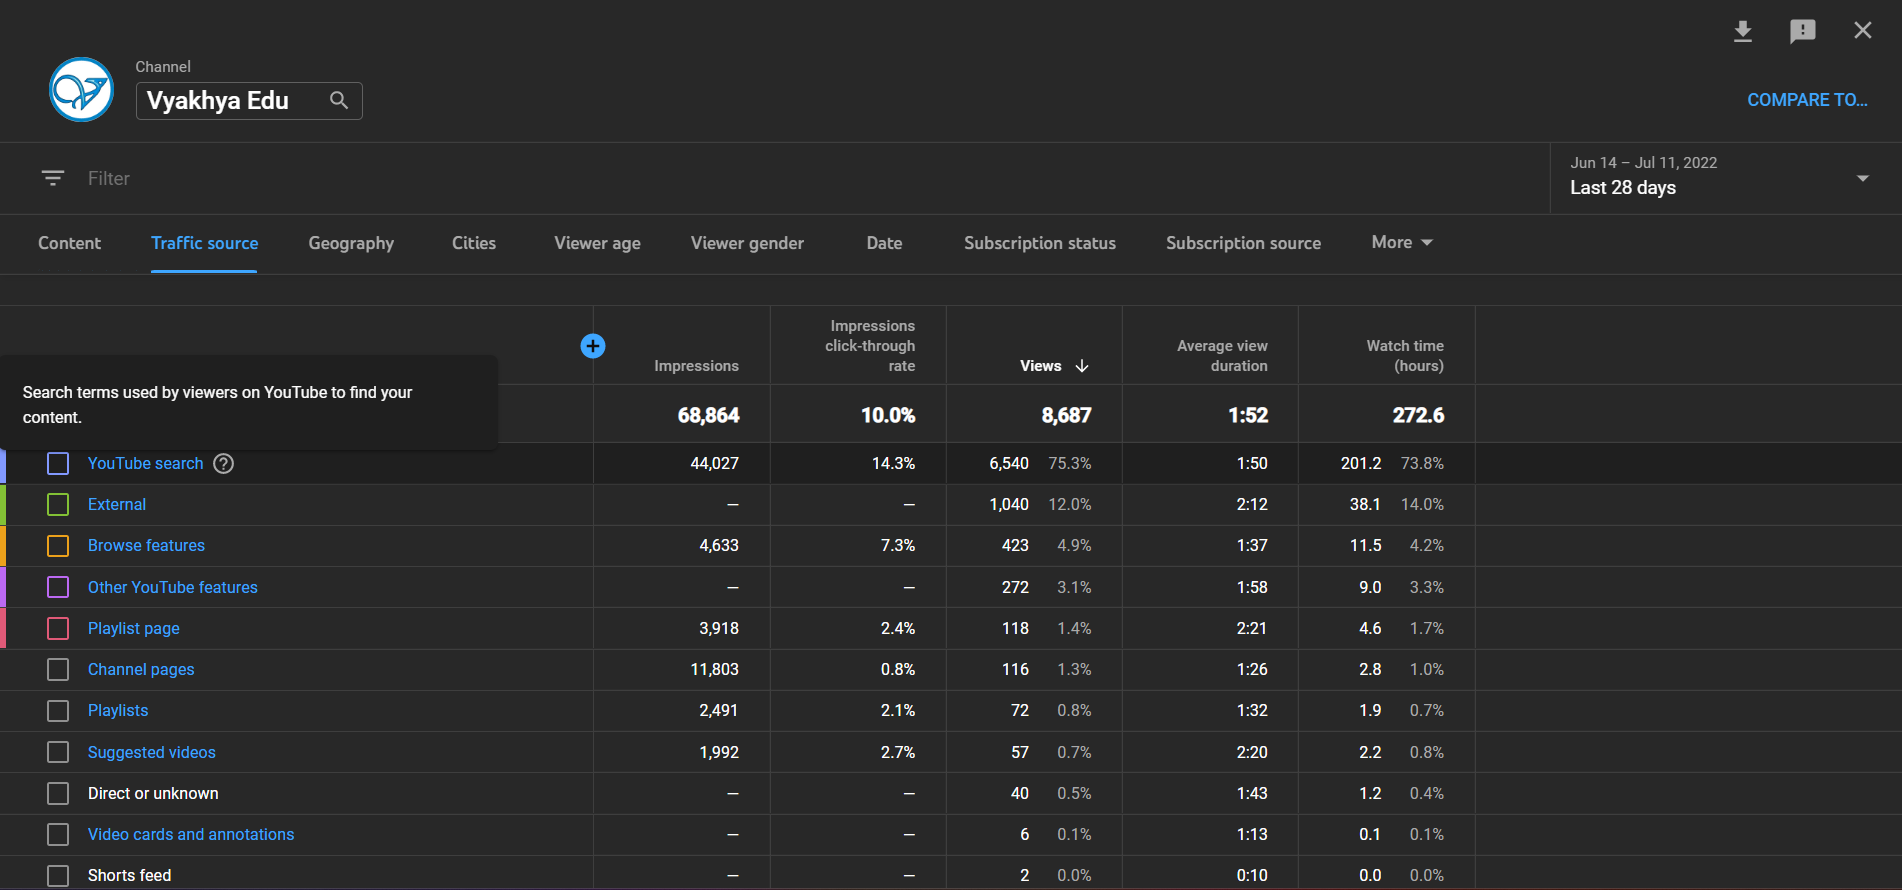 Channel
Vyakhya Edu
COMPARE TO...
Filter
Jun 14 – Jul 11, 2022
Last 28 days
Content Traffic source Geography Cities Viewer age Viewer gender Date Subscription status Subscription source More
Impressions Impressions click-through rate Views Average view duration Watch time (hours)
Search terms used by viewers on YouTube to find your
content.
68,864 10.0% 8,687 1:52 272.6
YouTube search 44,027 14.3% 6,540 75.3% 1:50 201.2 73.8%
External — — 1,040 12.0% 2:12 38.1 14.0%
Browse features 4,633 7.3% 423 4.9% 1:37 11.5 4.2%
Other YouTube features — — 272 3.1% 1:58 9.0 3.3%
Playlist page 3,918 2.4% 118 1.4% 2:21 4.6 1.7%
Channel pages 11,803 0.8% 116 1.3% 1:26 2.8 1.0%
Playlists 2,491 2.1% 72 0.8% 1:32 1.9 0.7%
Suggested videos 1,992 2.7% 57 0.7% 2:20 2.2 0.8%
Direct or unknown — — 40 0.5% 1:43 1.2 0.4%
Video cards and annotations — — 6 0.1% 1:13 0.1 0.1%
Shorts feed — — 2 0.0% 0:10 0.0 0.0%